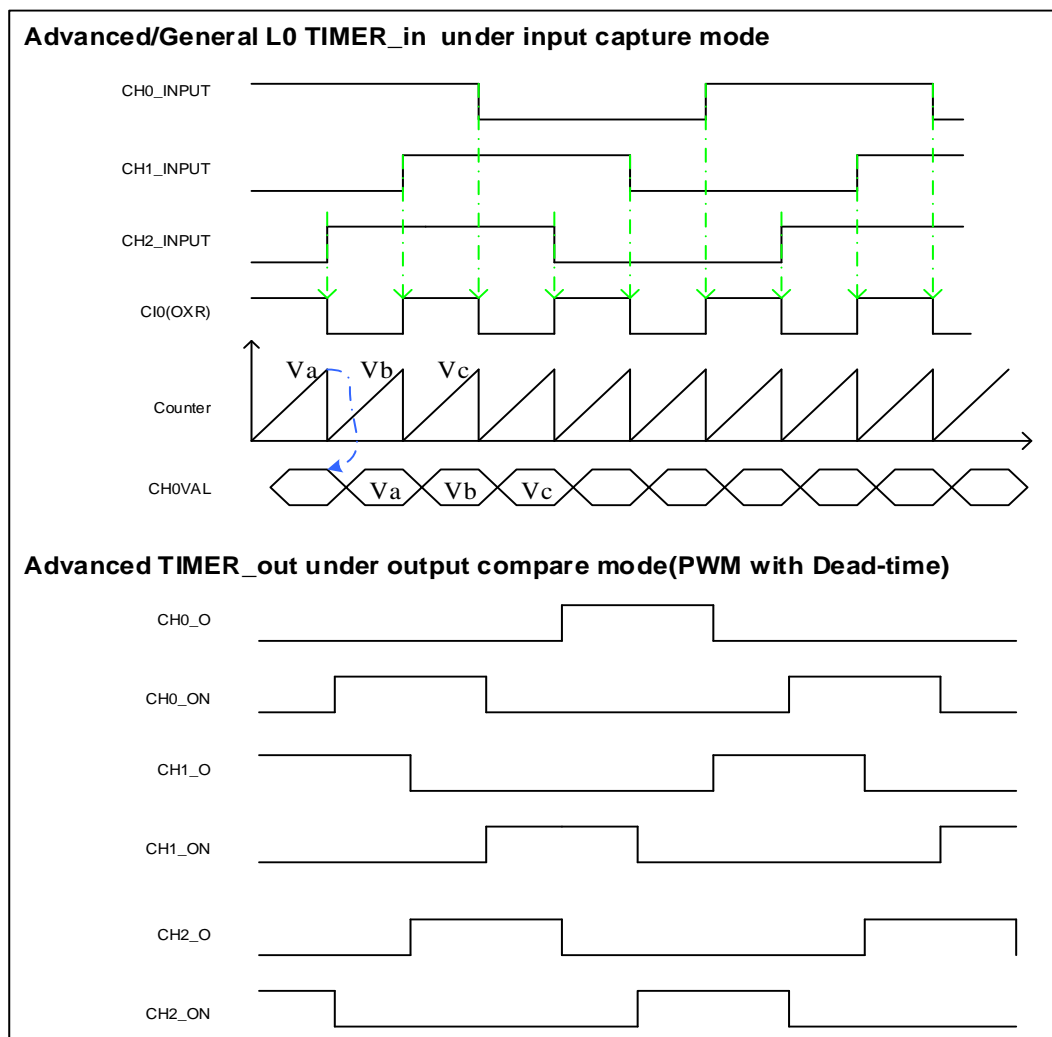 Advanced/General L0 TIMER_in under input capture mode
CH0_INPUT
CH1_INPUT
CH2_INPUT
CI0(OXR)
Va Vb Vc
Counter
CH0VAL
Va Vb Vc
Advanced TIMER_out under output compare mode(PWM with Dead-time)
CH0_O
CH0_ON
CH1_O
CH1_ON
CH2_O
CH2_ON